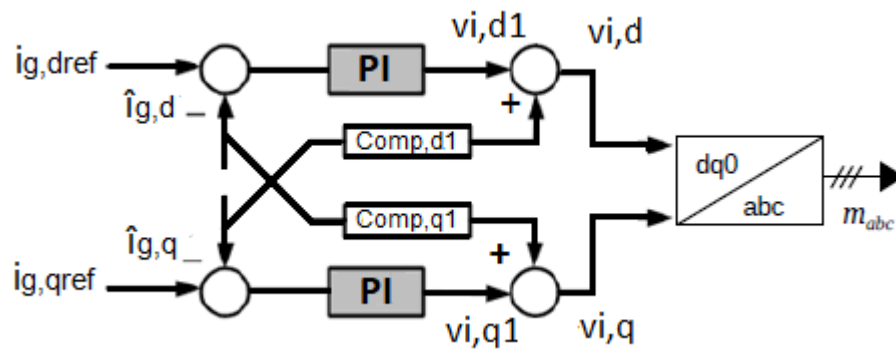 vi,d1
vi,d
ig,dref
PI
îg,d _
+
Comp,d1
dq0
abc
m_abc
Comp,q1
îg,q _
+
ig,qref
PI
vi,q1
vi,q